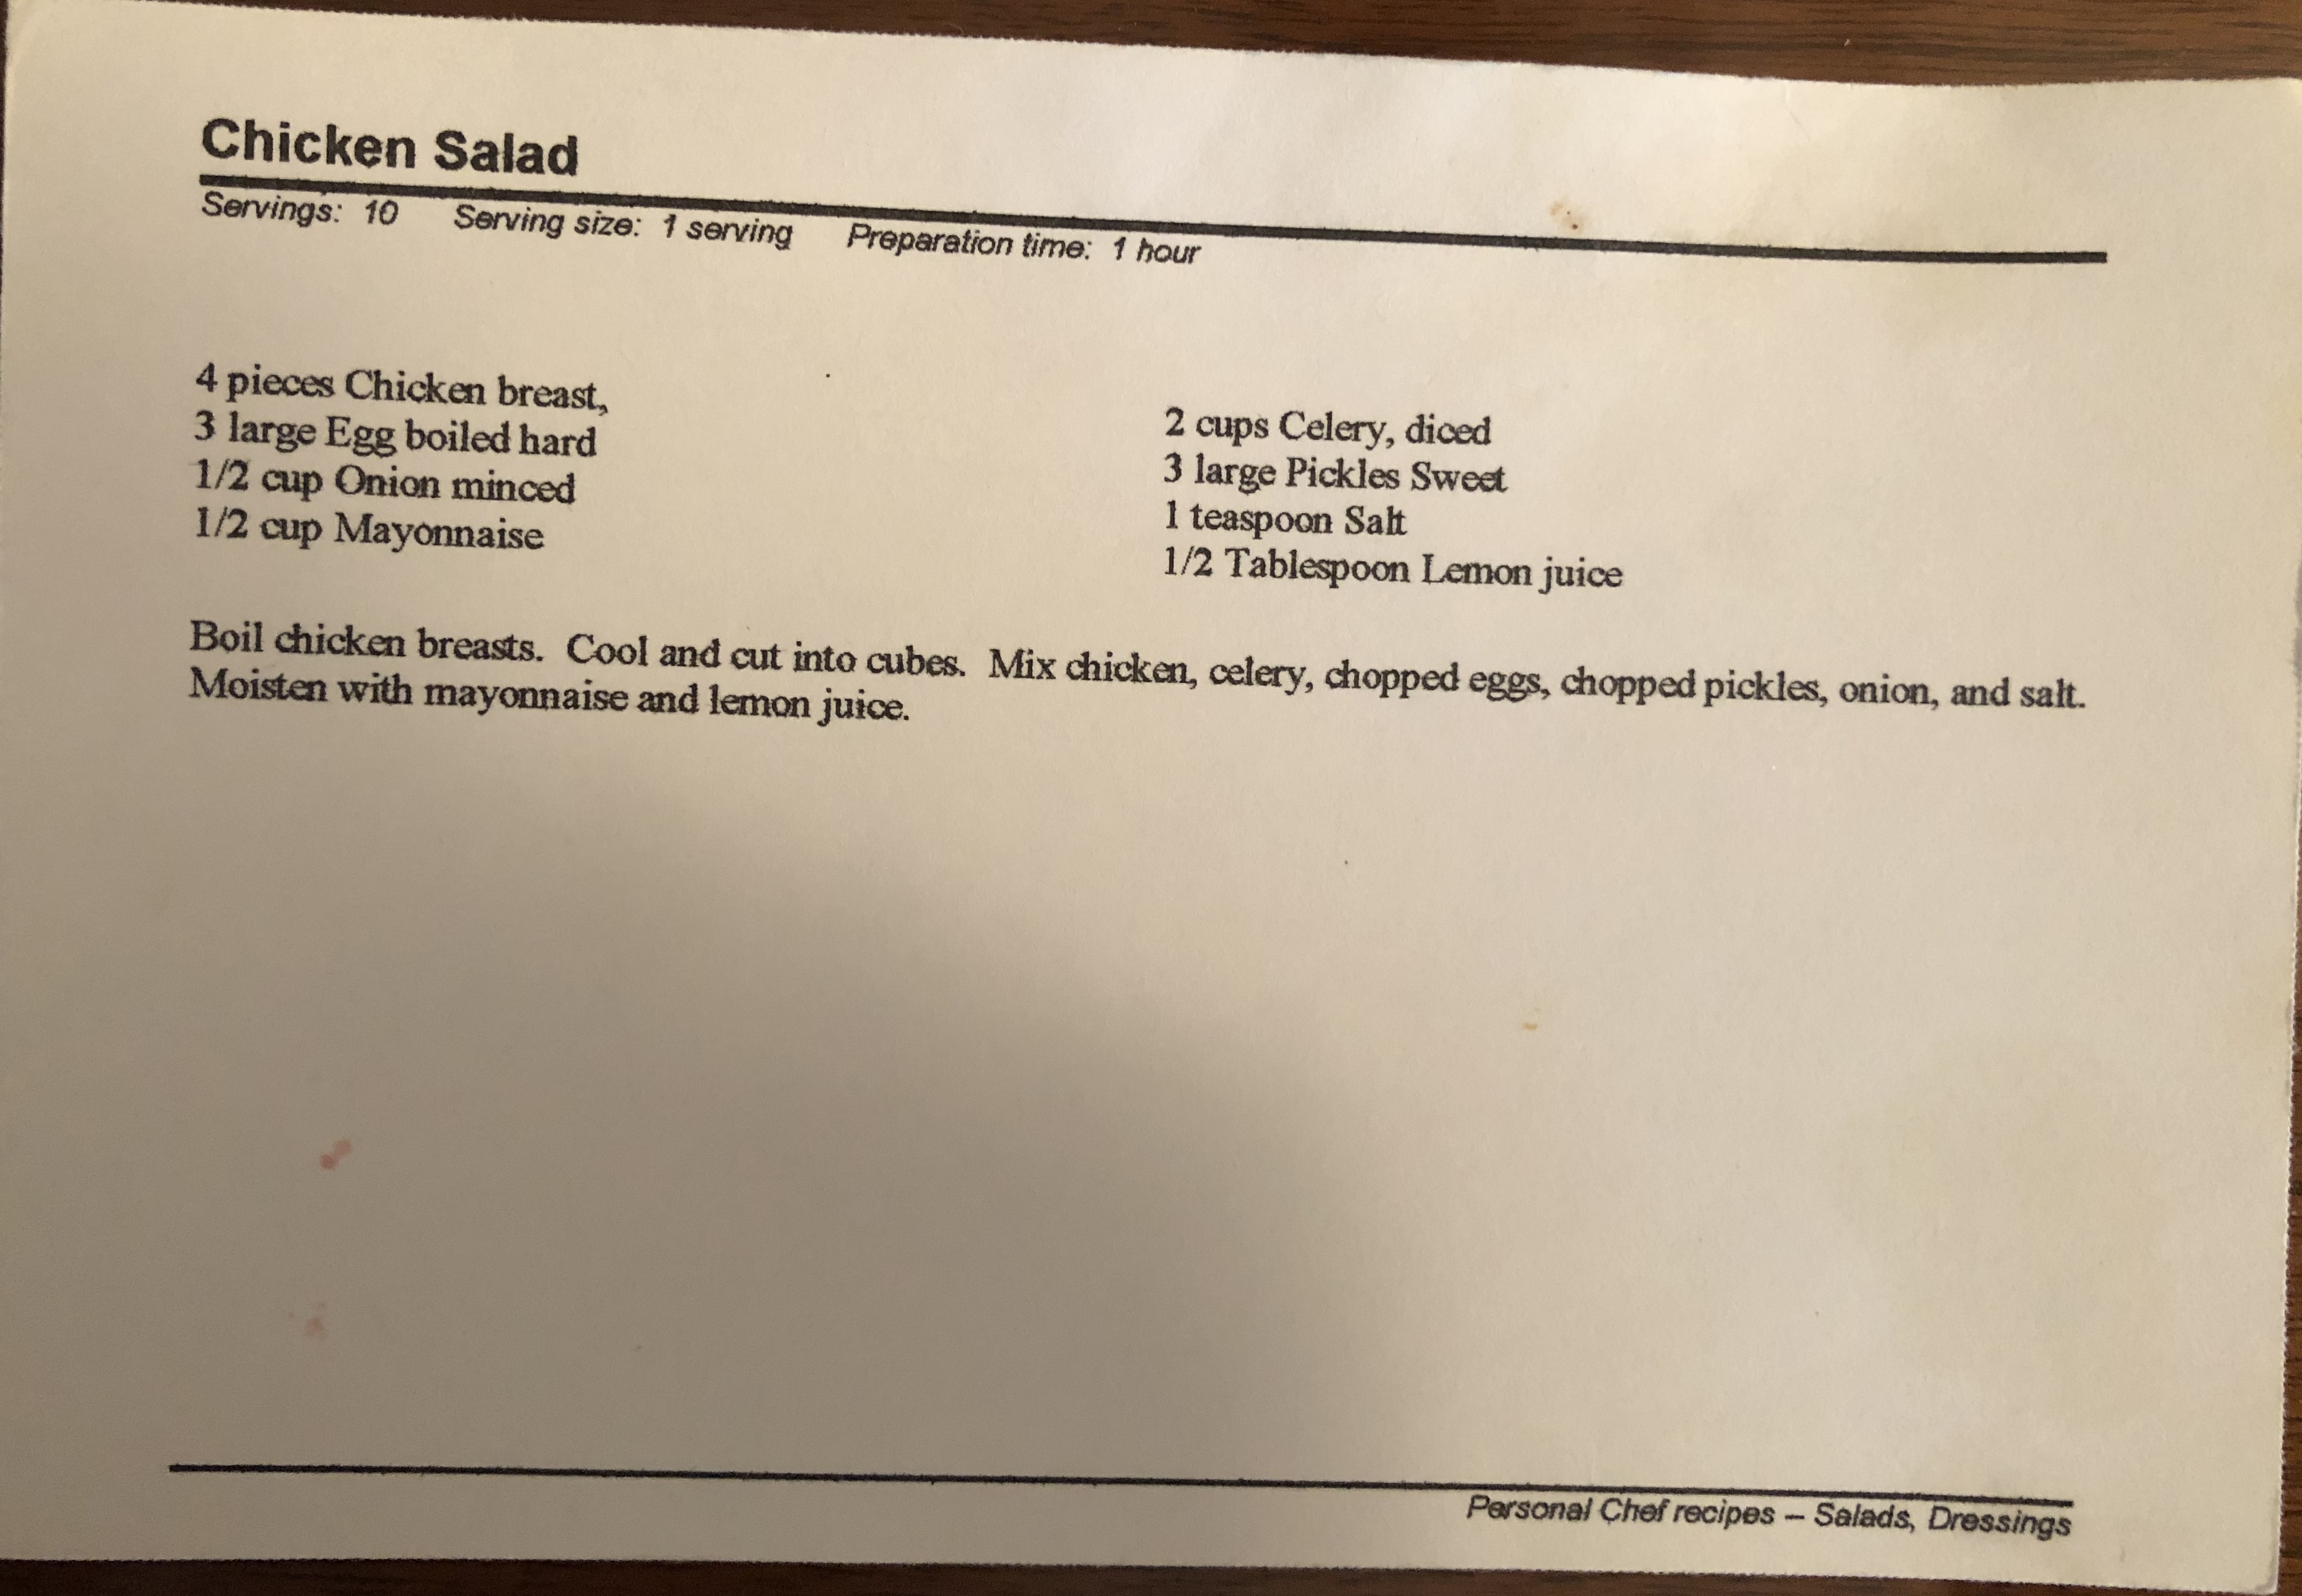 Chicken Salad
Servings: 10 Serving size: 1 serving Preparation time: 1 hour
4 pieces Chicken breast,
3 large Egg boiled hard
1/2 cup Onion minced
1/2 cup Mayonnaise
2 cups Celery, diced
3 large Pickles Sweet
1 teaspoon Salt
1/2 Tablespoon Lemon juice
Boil chicken breasts. Cool and cut into cubes. Mix chicken, celery, chopped eggs, chopped pickles, onion, and salt.
Moisten with mayonnaise and lemon juice.
Personal Chef recipes – Salads, Dressings